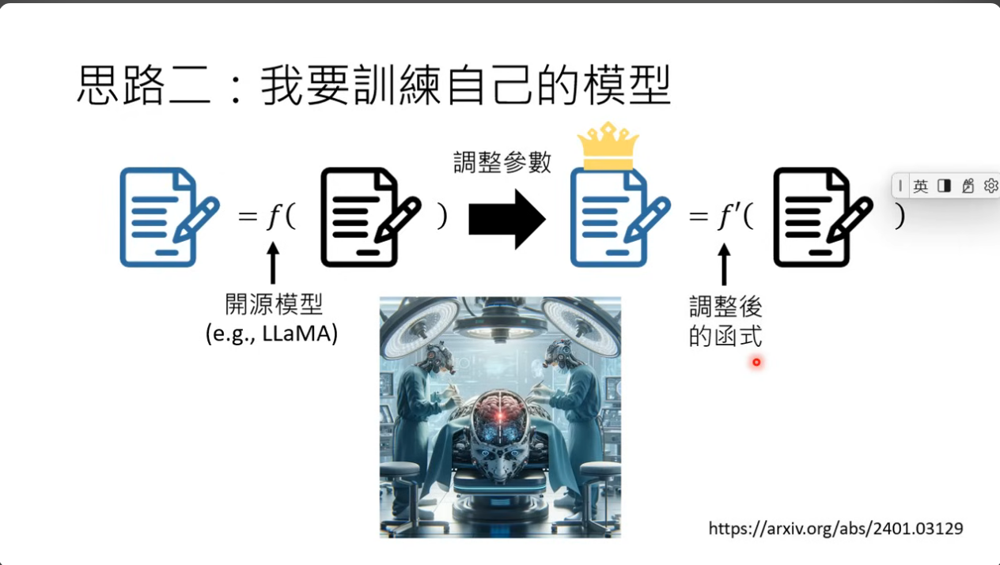 思路二：我要訓練自己的模型
調整參數
= f( )
= f′( )
英
開源模型
(e.g., LLaMA)
調整後
的函式
https://arxiv.org/abs/2401.03129